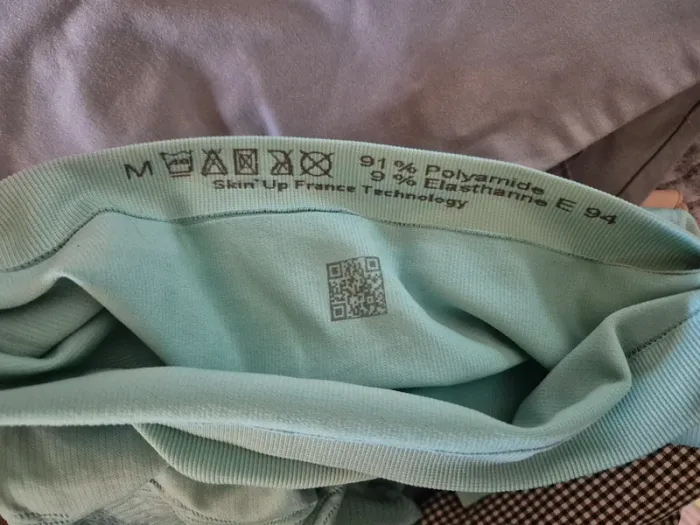 M 91 % Polyamide
9 % Elasthanne E 94
Skin'Up France Technology